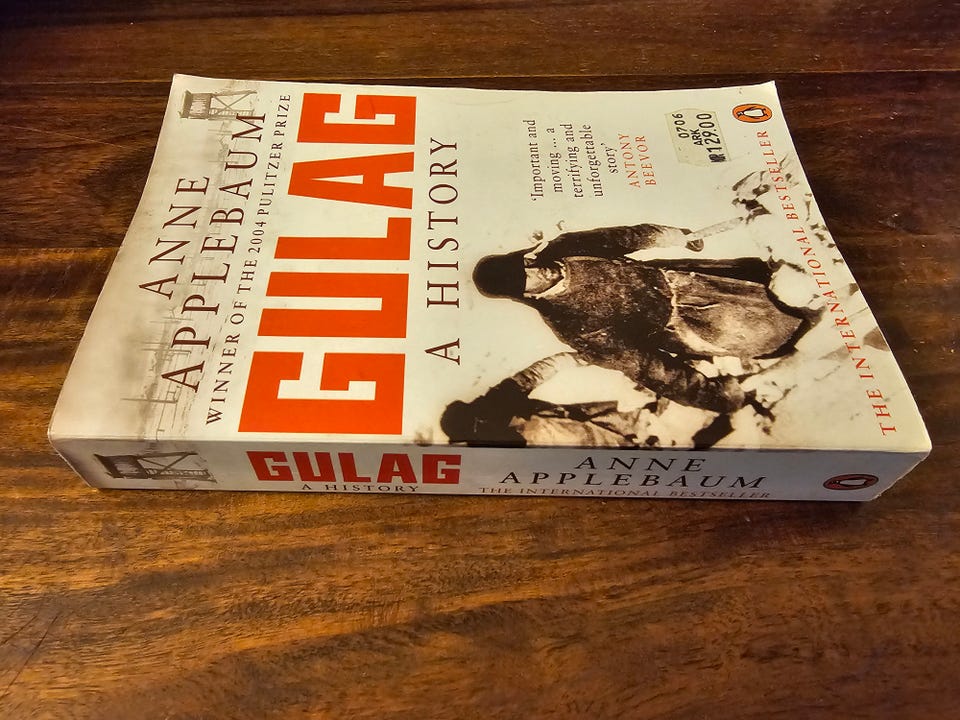 ANNE
APPLEBAUM
WINNER OF THE 2004 PULITZER PRIZE
GULAG
A HISTORY
'Important and
moving ... a
terrifying and
unforgettable
story'
ANTONY
BEEVOR
0706
ARK
129.00
THE INTERNATIONAL BESTSELLER
GULAG
A HISTORY
ANNE
APPLEBAUM
THE INTERNATIONAL BESTSELLER